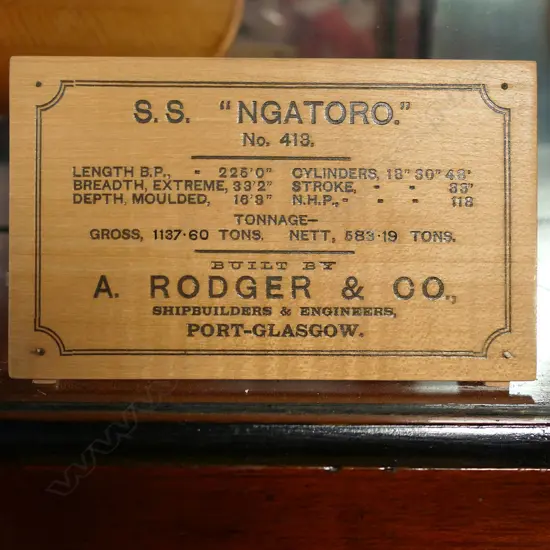 S.S. "NGATORO."
No. 413.
LENGTH B.P., - 225'0" CYLINDERS, 18" 30" 48"
BREADTH, EXTREME, 33'2" STROKE, - - 33"
DEPTH, MOULDED, 16'9" N.H.P., - - - 118
TONNAGE—
GROSS, 1137·60 TONS. NETT, 583·19 TONS.
BUILT BY
A. RODGER & CO.,
SHIPBUILDERS & ENGINEERS,
PORT-GLASGOW.